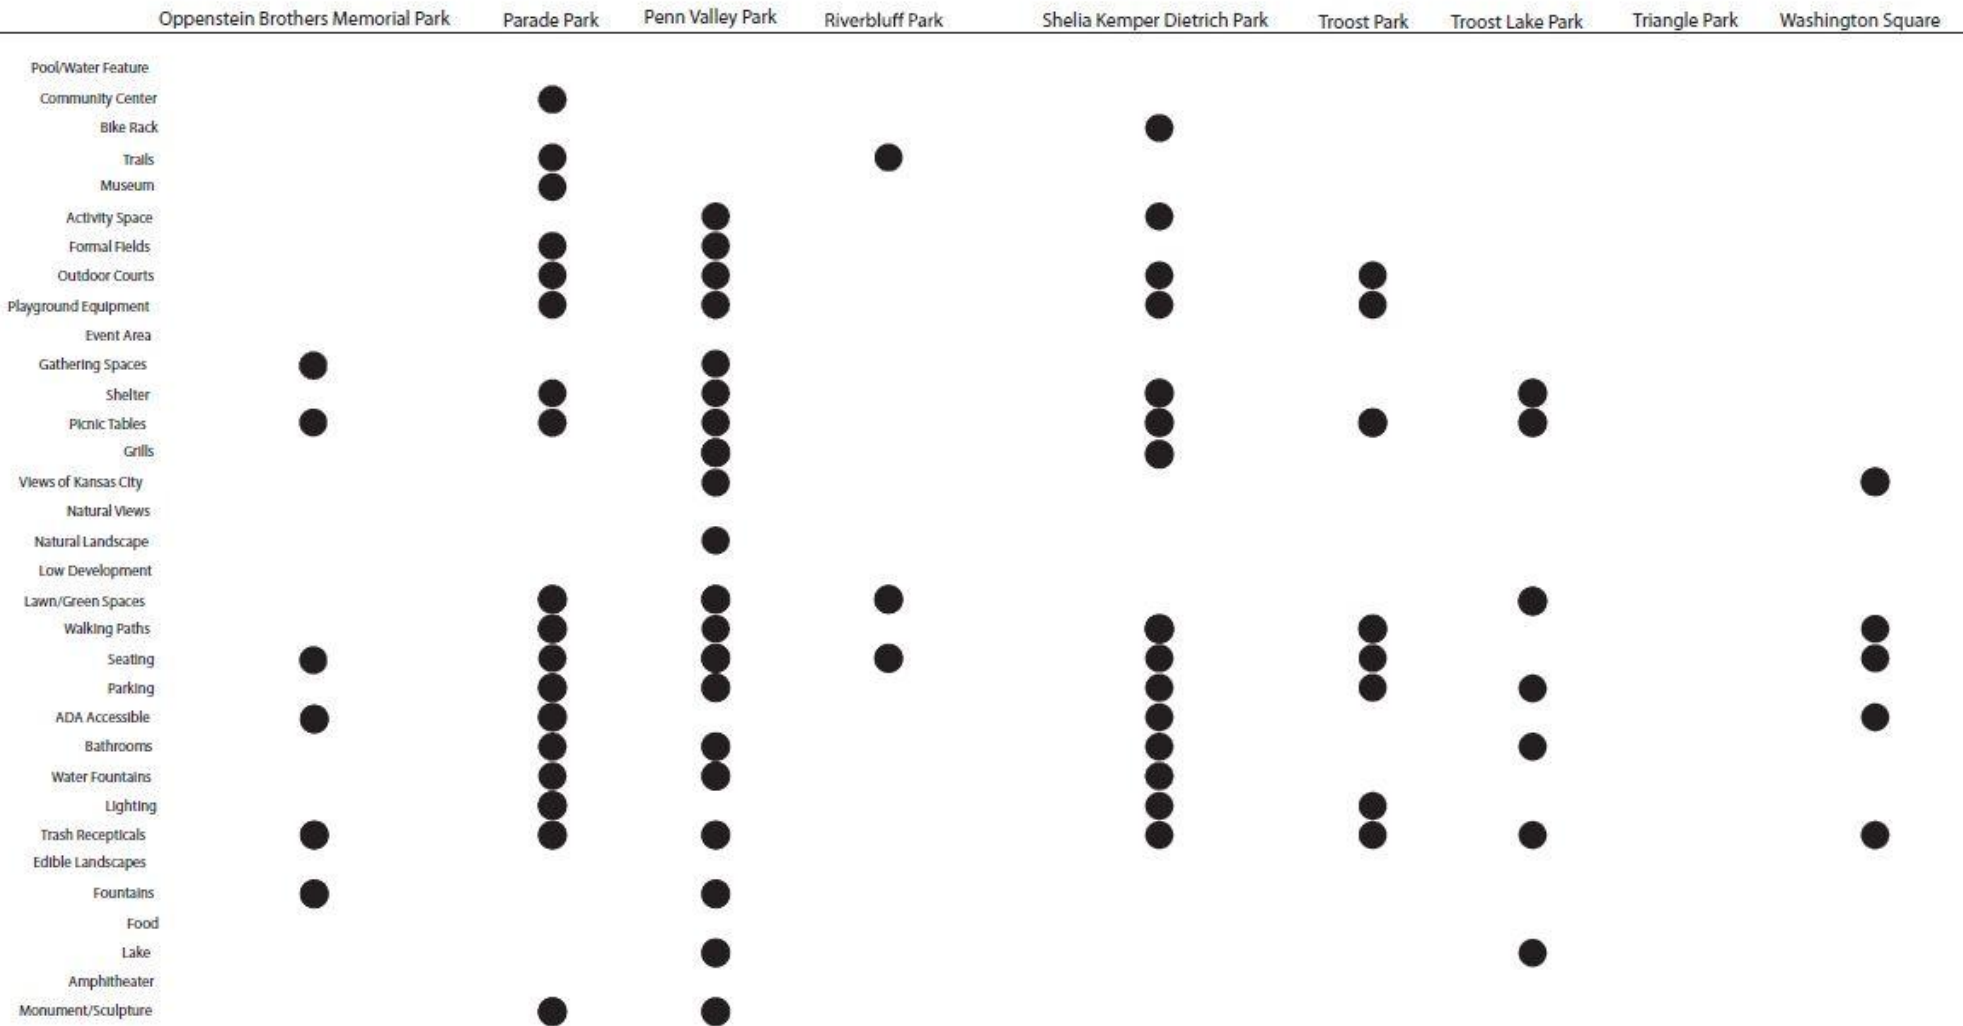 Oppenstein Brothers Memorial Park Parade Park Penn Valley Park Riverbluff Park Shelia Kemper Dietrich Park Troost Park Troost Lake Park Triangle Park Washington Square
Pool/Water Feature
Community Center
Bike Rack
Trails
Museum
Activity Space
Formal Fields
Outdoor Courts
Playground Equipment
Event Area
Gathering Spaces
Shelter
Picnic Tables
Grills
Views of Kansas City
Natural Views
Natural Landscape
Low Development
Lawn/Green Spaces
Walking Paths
Seating
Parking
ADA Accessible
Bathrooms
Water Fountains
Lighting
Trash Recepticals
Edible Landscapes
Fountains
Food
Lake
Amphitheater
Monument/Sculpture